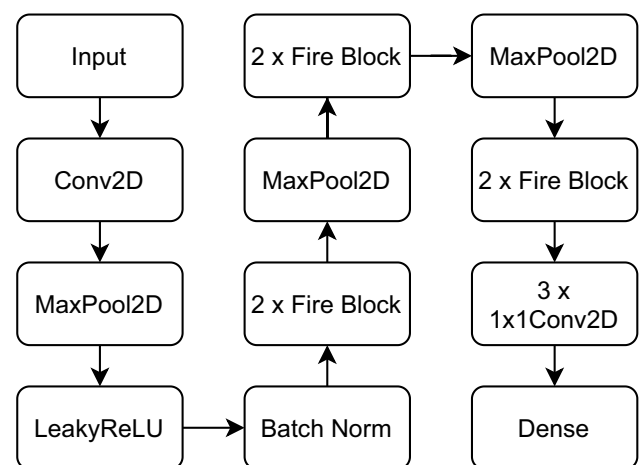 Input
Conv2D
MaxPool2D
LeakyReLU
Batch Norm
2 x Fire Block
MaxPool2D
2 x Fire Block
MaxPool2D
2 x Fire Block
3 x
1x1Conv2D
Dense